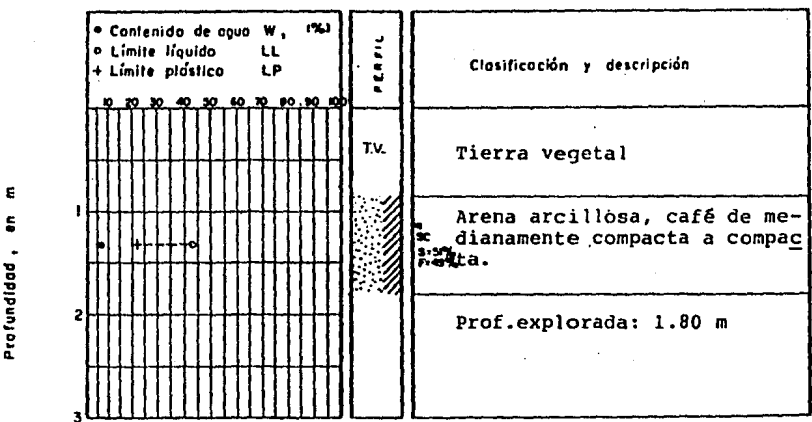 • Contenido de agua W, (%)
o Límite líquido LL
+ Límite plástico LP
10 20 30 40 50 60 70 80 90 100
PERFIL
Clasificación y descripción
Profundidad, en m
T.V.
Tierra vegetal
1
Arena arcillosa, café de me-
SC
dianamente compacta a compac
ta.
2
Prof.explorada: 1.80 m
3